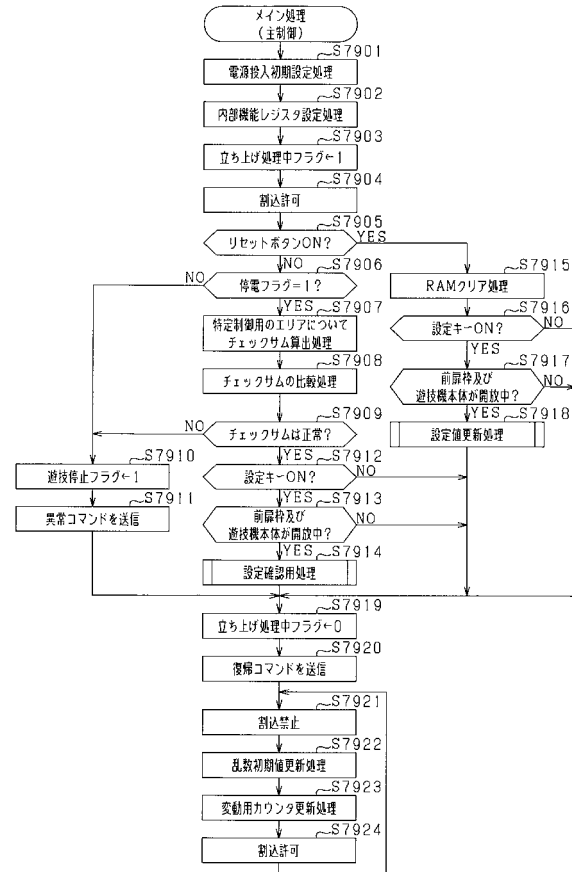 メイン処理
(主制御)
S7901
電源投入初期設定処理
S7902
内部機能レジスタ設定処理
S7903
立ち上げ処理中フラグ←1
S7904
割込許可
S7905
リセットボタンON?
YES
NO
S7906
停電フラグ=1?
NO
YES
S7907
特定制御用のエリアについて
チェックサム算出処理
S7908
チェックサムの比較処理
S7909
チェックサムは正常?
NO
YES
S7910
遊技停止フラグ←1
S7911
異常コマンドを送信
S7912
設定キーON?
NO
YES
S7913
前扉枠及び
遊技機本体が開放中?
NO
YES
S7914
設定確認用処理
S7915
RAMクリア処理
S7916
設定キーON?
NO
YES
S7917
前扉枠及び
遊技機本体が開放中?
NO
YES
S7918
設定値更新処理
S7919
立ち上げ処理中フラグ←0
S7920
復帰コマンドを送信
S7921
割込禁止
S7922
乱数初期値更新処理
S7923
変動用カウンタ更新処理
S7924
割込許可